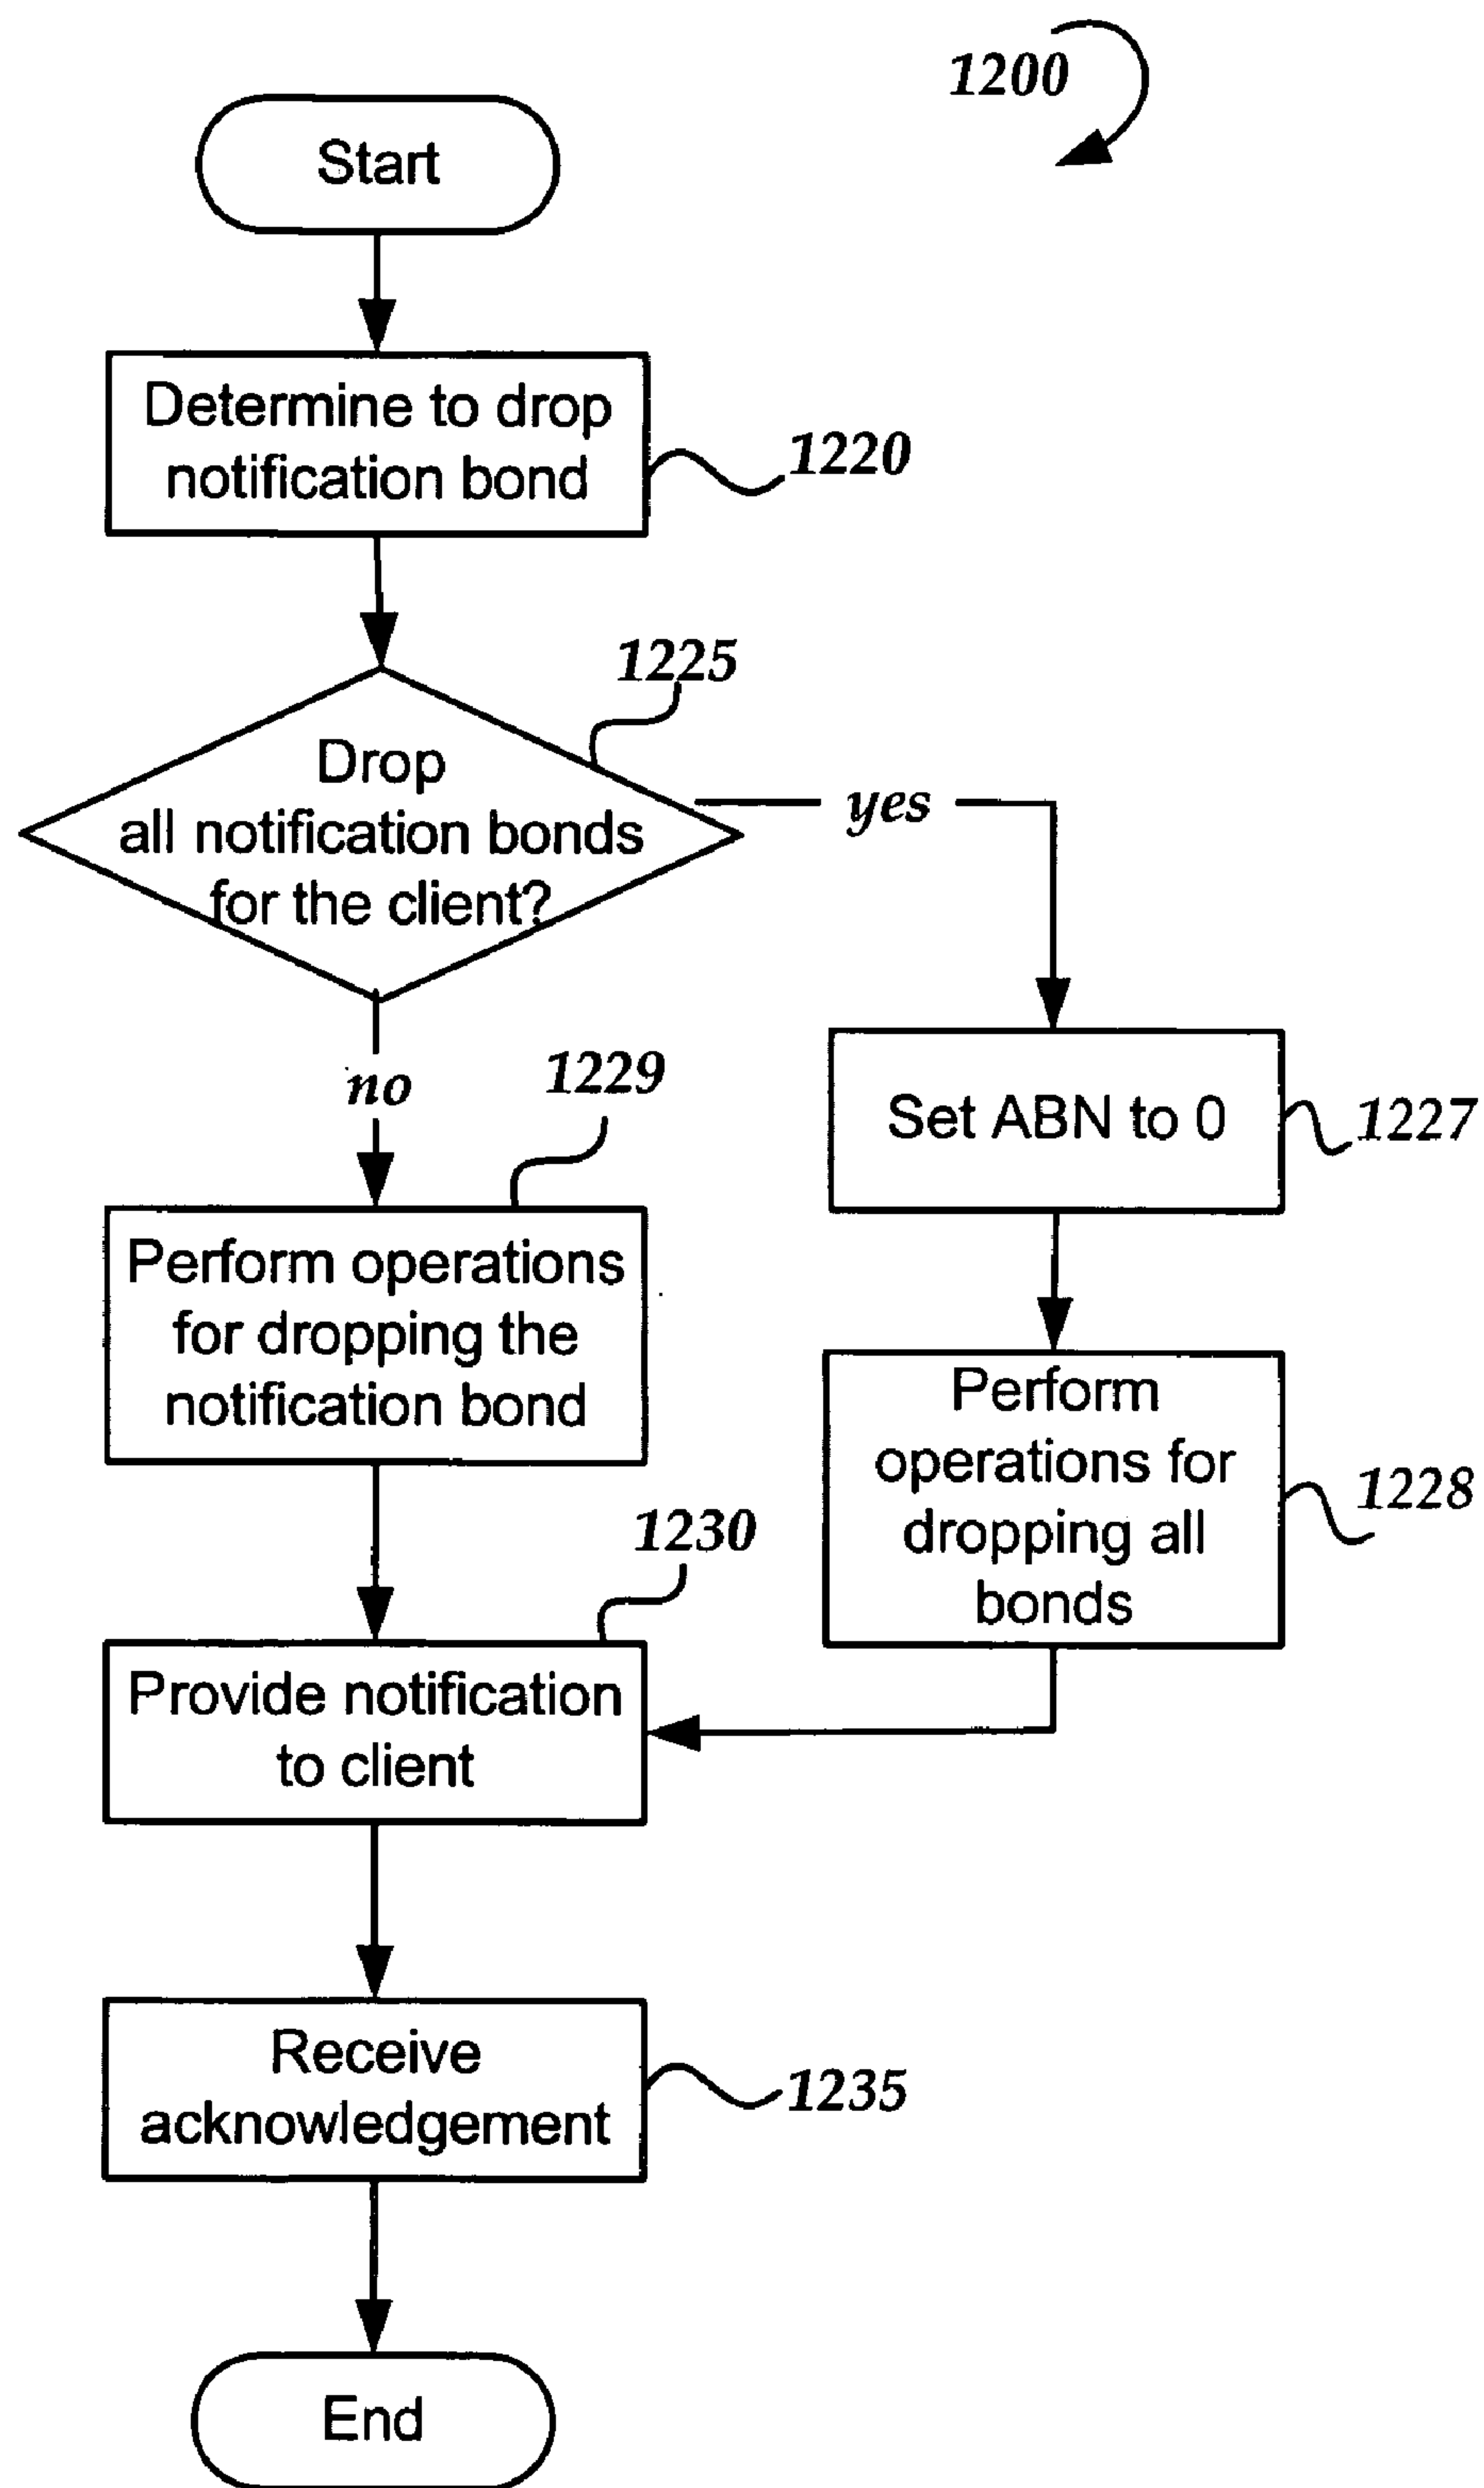 1200
Start
Determine to drop
notification bond
1220
1225
Drop
all notification bonds
for the client?
yes
no
1229
Set ABN to 0
1227
Perform operations
for dropping the
notification bond
Perform
operations for
dropping all
bonds
1228
1230
Provide notification
to client
Receive
acknowledgement
1235
End